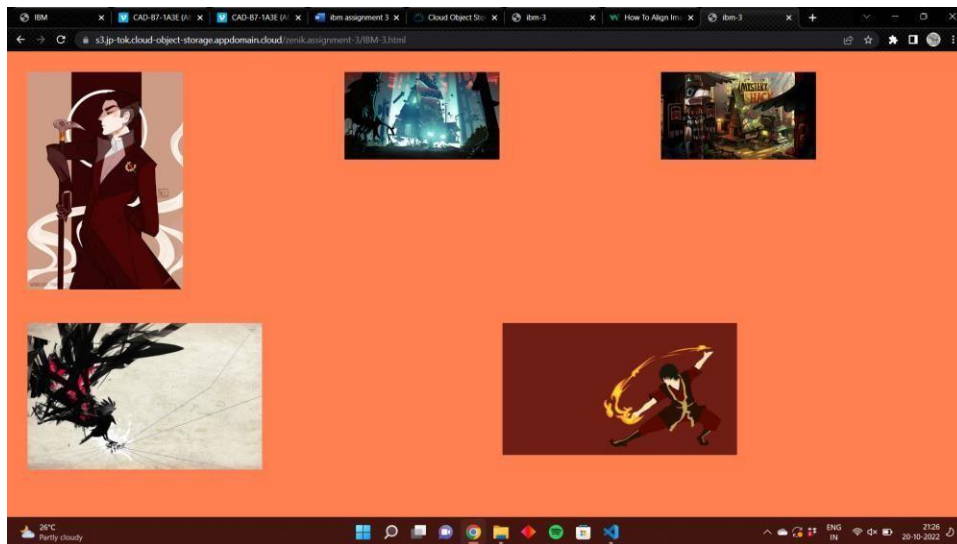 IBM
CAD-B7-1A3E (A
CAD-B7-1A3E (A
ibm assignment 3
Cloud Object Sto
ibm-3
How To Align Im
ibm-3
s3.jp-tok.cloud-object-storage.appdomain.cloud/zenik.assignment-3/IBM-3.html
MYSTERY
SHACK
26°C
Partly cloudy
ENG
IN
21:26
20-10-2022